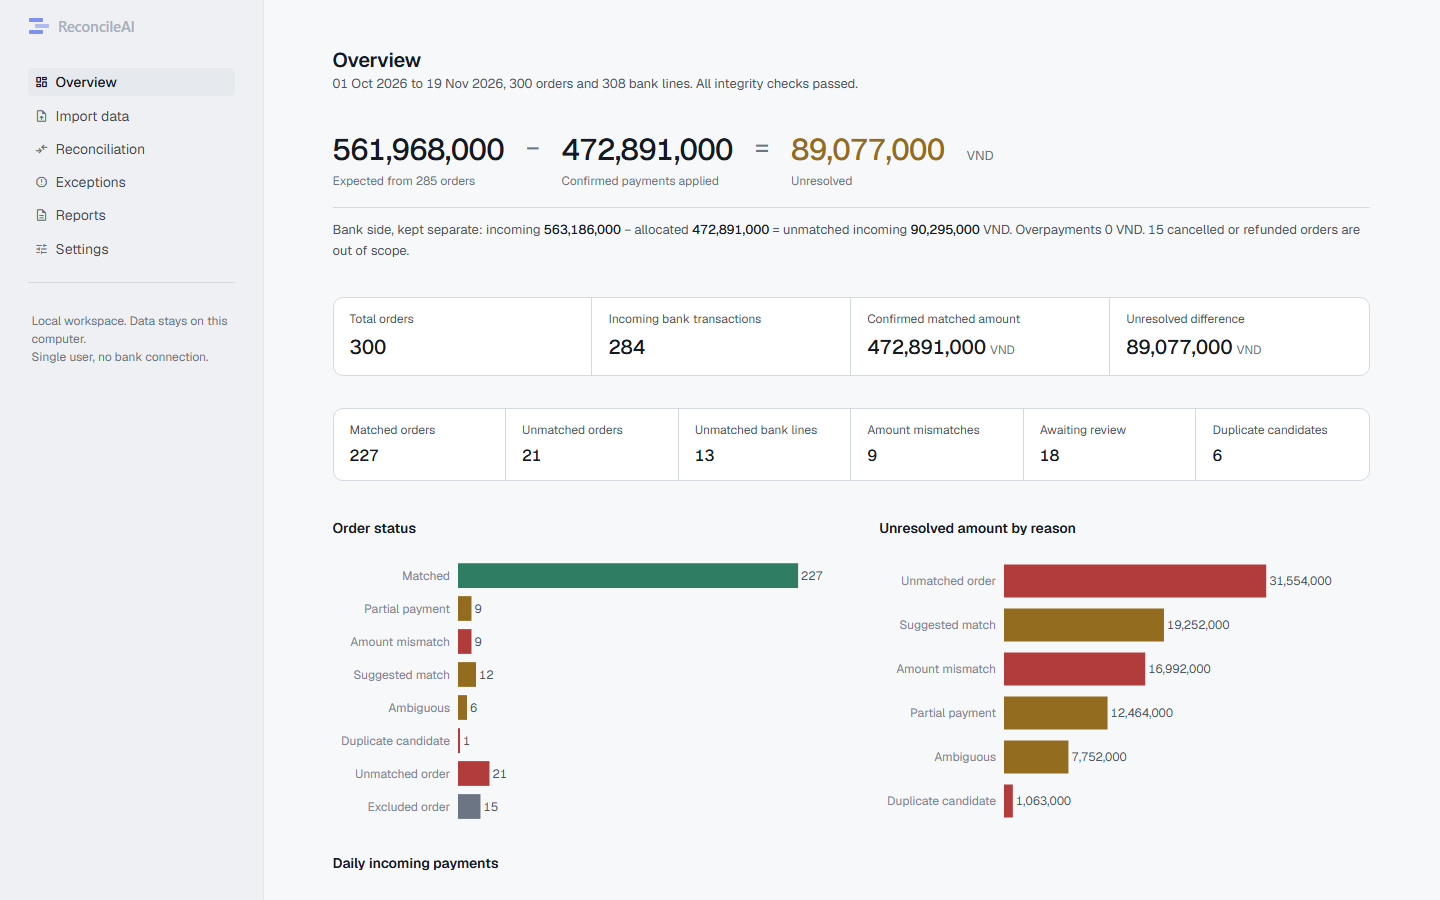 ReconcileAI
Overview
Import data
Reconciliation
Exceptions
Reports
Settings
Local workspace. Data stays on this
computer.
Single user, no bank connection.
Overview
01 Oct 2026 to 19 Nov 2026, 300 orders and 308 bank lines. All integrity checks passed.
561,968,000 − 472,891,000 = 89,077,000 VND
Expected from 285 orders Confirmed payments applied Unresolved
Bank side, kept separate: incoming 563,186,000 − allocated 472,891,000 = unmatched incoming 90,295,000 VND. Overpayments 0 VND. 15 cancelled or refunded orders are
out of scope.
Total orders Incoming bank transactions Confirmed matched amount Unresolved difference
300 284 472,891,000 VND 89,077,000 VND
Matched orders Unmatched orders Unmatched bank lines Amount mismatches Awaiting review Duplicate candidates
227 21 13 9 18 6
Order status
Matched 227
Partial payment 9
Amount mismatch 9
Suggested match 12
Ambiguous 6
Duplicate candidate 1
Unmatched order 21
Excluded order 15
Unresolved amount by reason
Unmatched order 31,554,000
Suggested match 19,252,000
Amount mismatch 16,992,000
Partial payment 12,464,000
Ambiguous 7,752,000
Duplicate candidate 1,063,000
Daily incoming payments